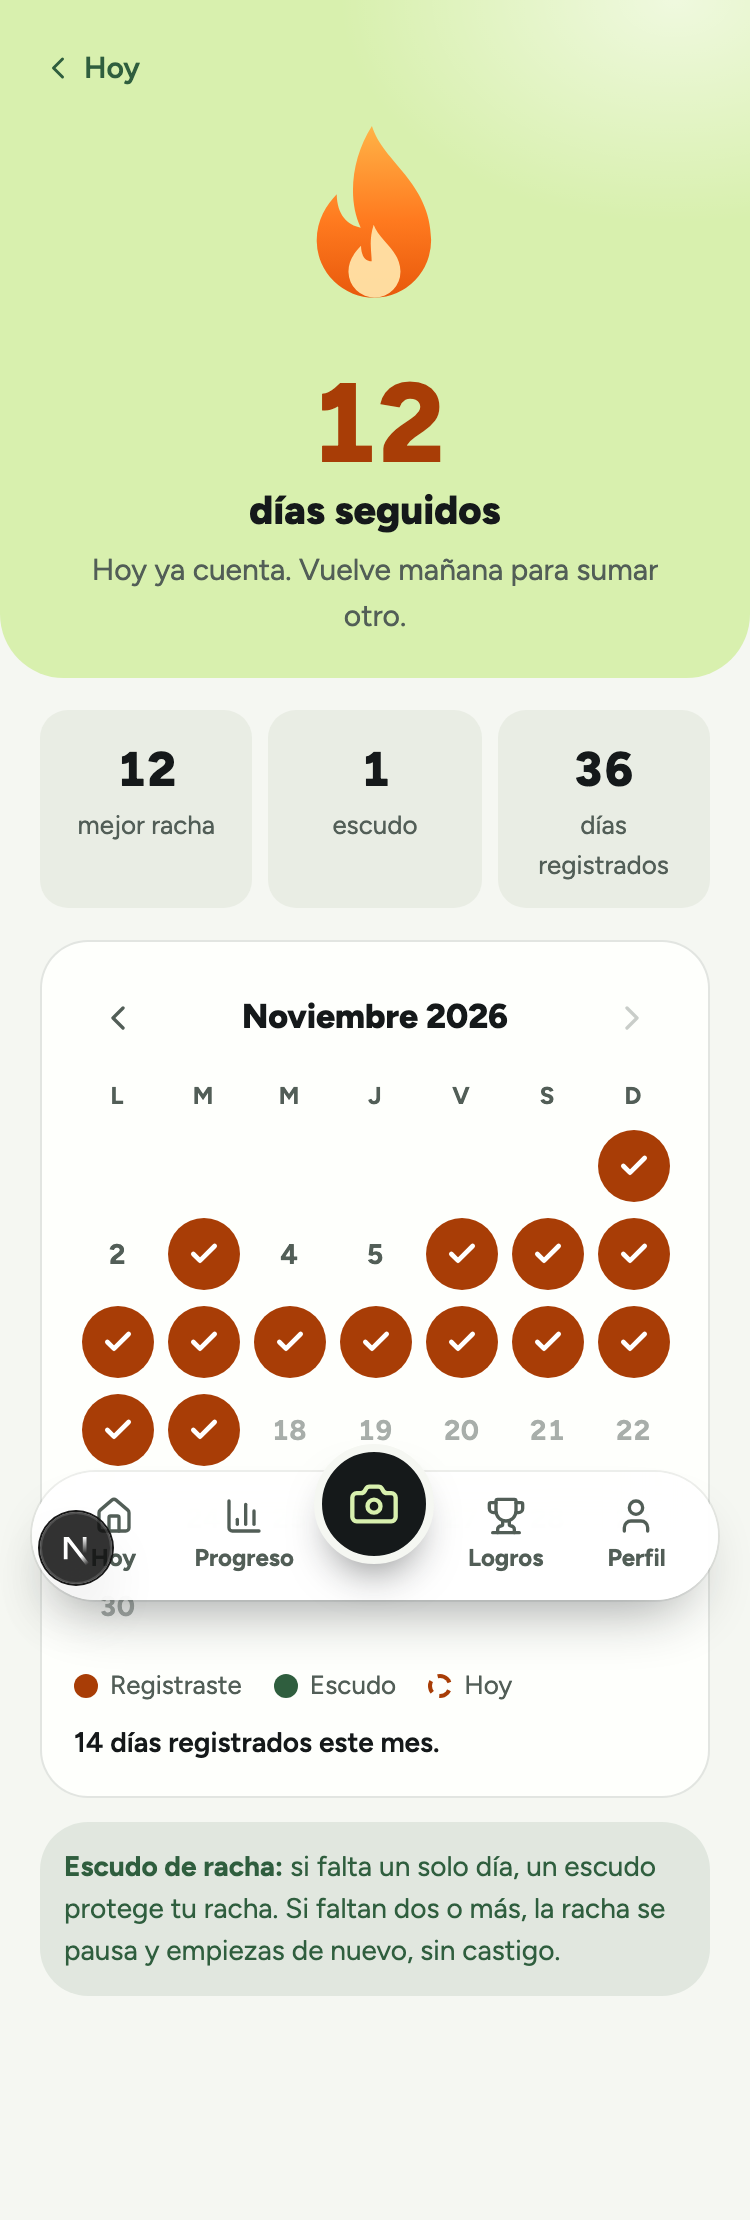 Hoy
12
días seguidos
Hoy ya cuenta. Vuelve mañana para sumar
otro.
12
mejor racha
1
escudo
36
días
registrados
Noviembre 2026
L M M J V S D
2 4 5
18 19 20 21 22
N Hoy Progreso Logros Perfil
30
Registraste Escudo Hoy
14 días registrados este mes.
Escudo de racha: si falta un solo día, un escudo
protege tu racha. Si faltan dos o más, la racha se
pausa y empiezas de nuevo, sin castigo.